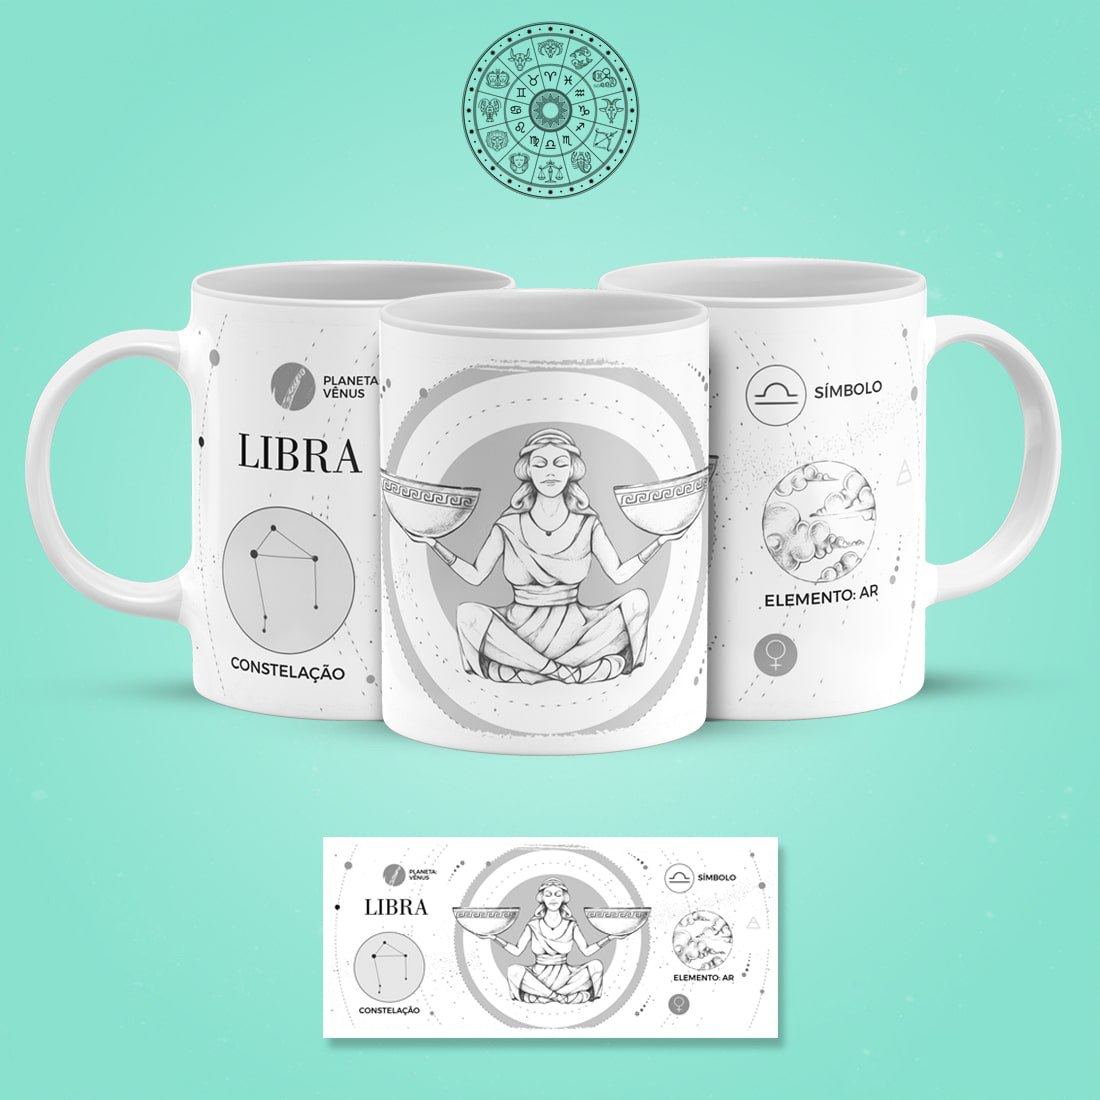 PLANETA
VÊNUS
LIBRA
CONSTELAÇÃO
SÍMBOLO
ELEMENTO: AR
PLANETA:
VÊNUS
LIBRA
CONSTELAÇÃO
SÍMBOLO
ELEMENTO: AR